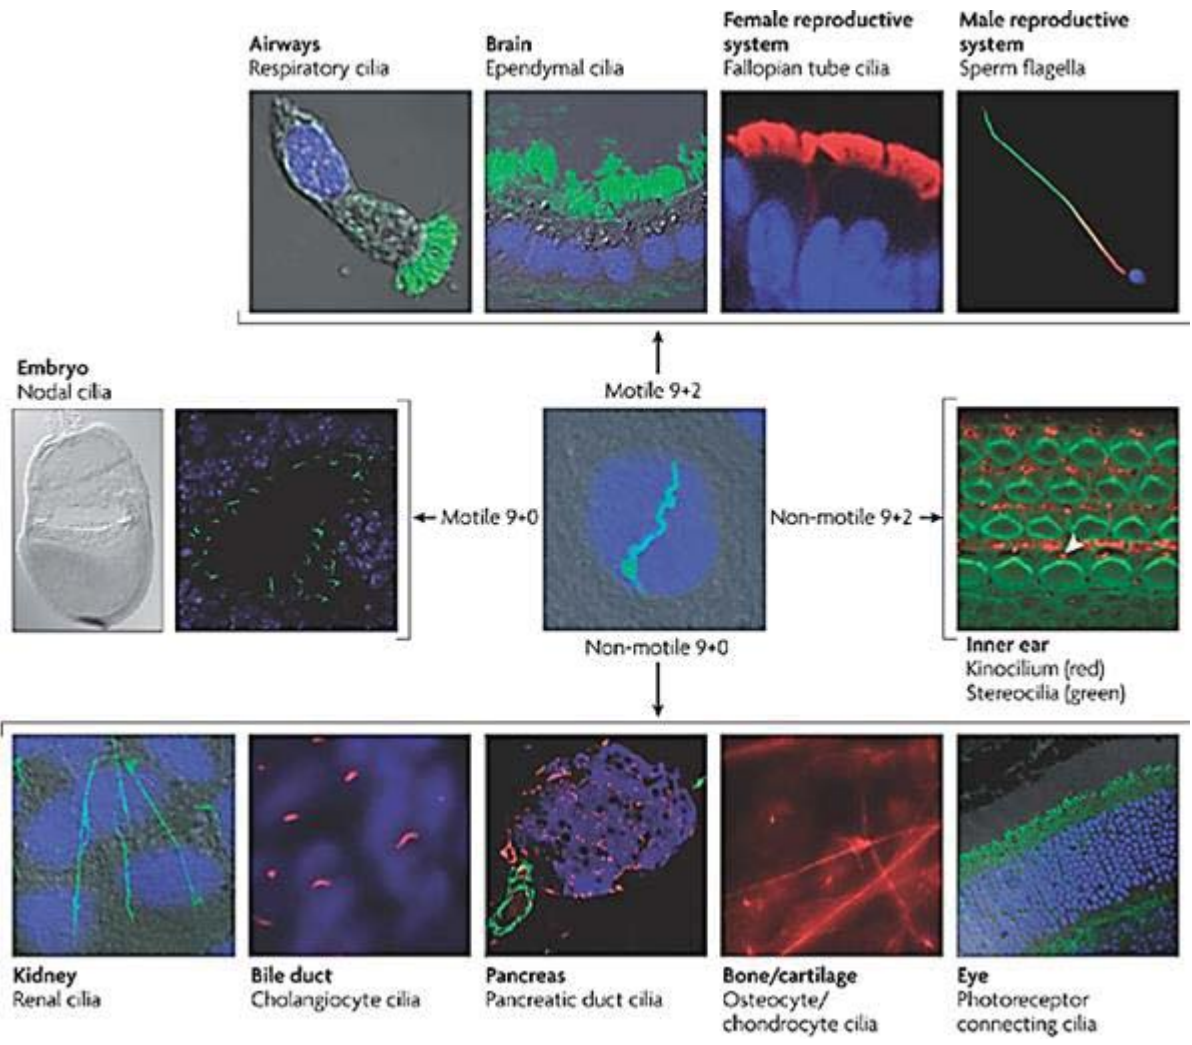 Airways
Respiratory cilia
Brain
Ependymal cilia
Female reproductive
system
Fallopian tube cilia
Male reproductive
system
Sperm flagella
Embryo
Nodal cilia
Motile 9+2
Motile 9+0
Non-motile 9+2
Non-motile 9+0
Inner ear
Kinocilium (red)
Stereocilia (green)
Kidney
Renal cilia
Bile duct
Cholangiocyte cilia
Pancreas
Pancreatic duct cilia
Bone/cartilage
Osteocyte/
chondrocyte cilia
Eye
Photoreceptor
connecting cilia